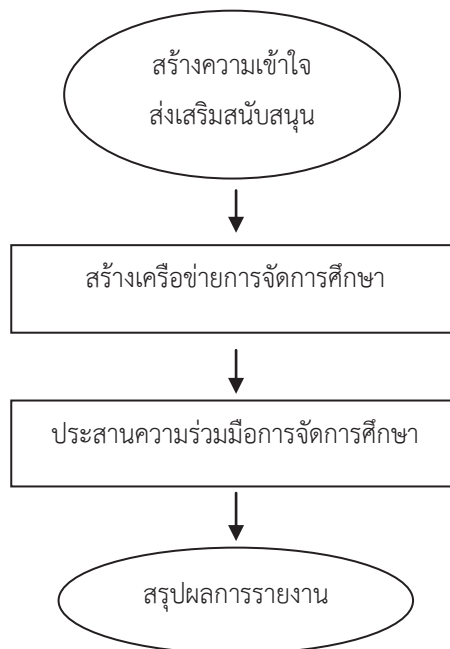 สร้างความเข้าใจ
ส่งเสริมสนับสนุน
สร้างเครือข่ายการจัดการศึกษา
ประสานความร่วมมือการจัดการศึกษา
สรุปผลการรายงาน